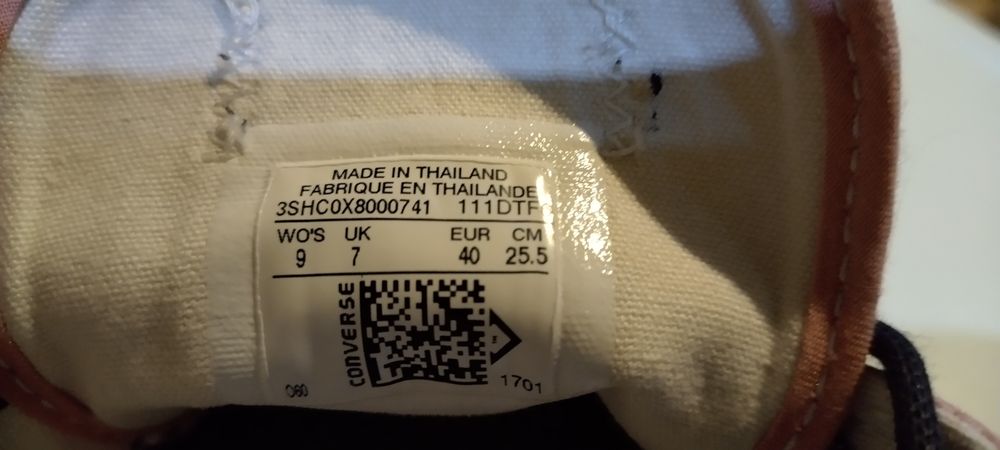 MADE IN THAILAND
FABRIQUE EN THAILANDE
3SHC0X8000741 111DTF
WO'S UK EUR CM
9 7 40 25.5
CONVERSE
1701